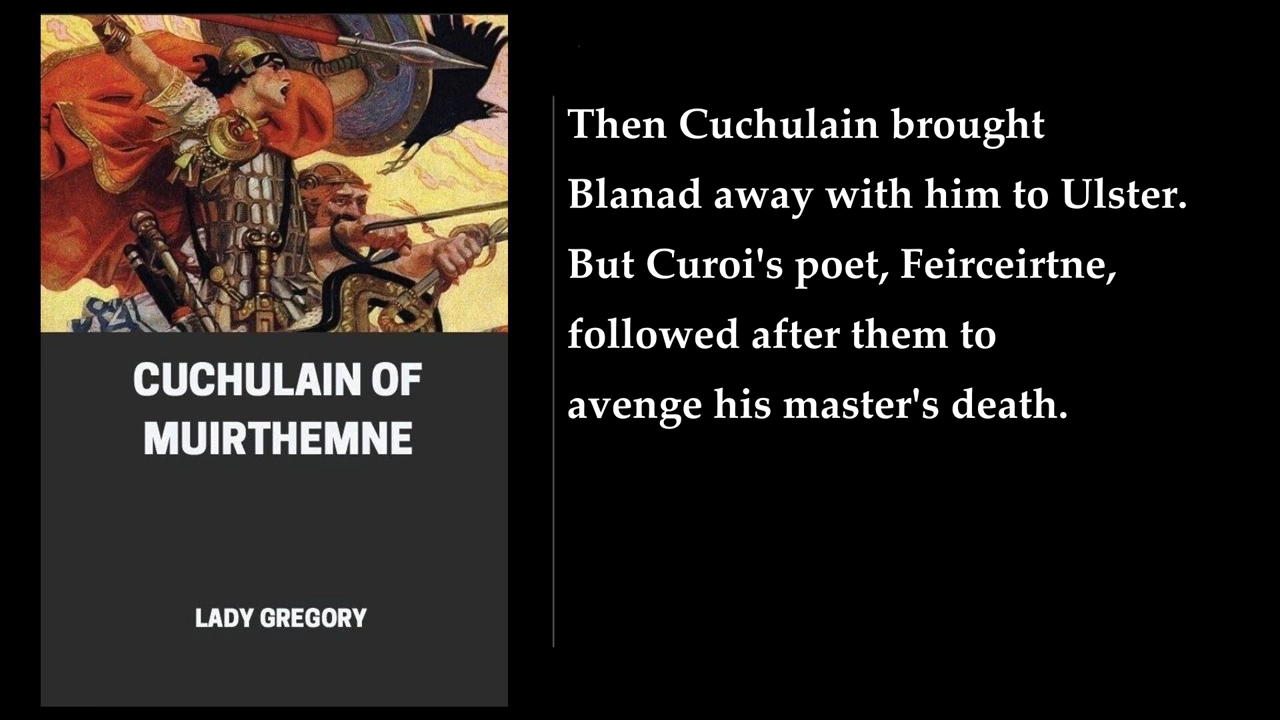 CUCHULAIN OF
MUIRTHEMNE
LADY GREGORY
Then Cuchulain brought
Blanad away with him to Ulster.
But Curoi's poet, Feirceirtne,
followed after them to
avenge his master's death.